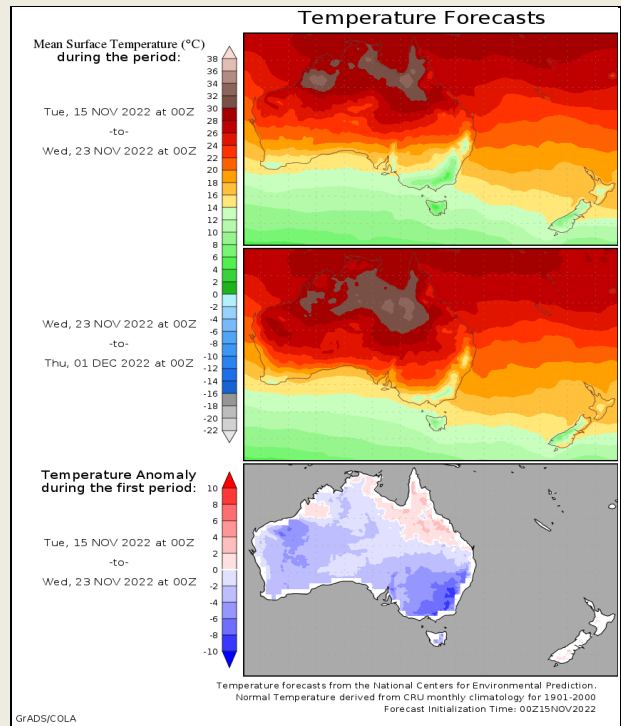 Temperature Forecasts
Mean Surface Temperature (°C)
during the period:
Tue, 15 NOV 2022 at 00Z
-to-
Wed, 23 NOV 2022 at 00Z
38
36
34
32
30
28
26
24
22
20
18
16
14
12
10
8
6
4
2
0
-2
-4
-6
-8
-10
-12
-14
-16
-18
-20
-22
Wed, 23 NOV 2022 at 00Z
-to-
Thu, 01 DEC 2022 at 00Z
Temperature Anomaly
during the first period:
Tue, 15 NOV 2022 at 00Z
-to-
Wed, 23 NOV 2022 at 00Z
10
8
6
4
2
0
-2
-4
-6
-8
-10
Temperature forecasts from the National Centers for Environmental Prediction.
Normal Temperature derived from CRU monthly climatology for 1901-2000
Forecast Initialization Time: 00Z15NOV2022
GrADS/COLA